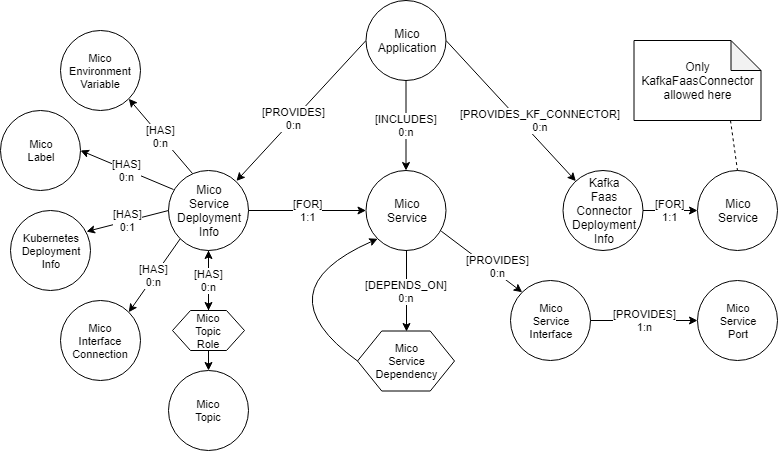 Mico
Application
Only
KafkaFaasConnector
allowed here
Mico
Environment
Variable
[PROVIDES]
0:n
[INCLUDES]
0:n
[PROVIDES_KF_CONNECTOR]
0:n
[HAS]
0:n
Mico
Label
[HAS]
0:n
Mico
Service
Deployment
Info
[FOR]
1:1
Mico
Service
Kafka
Faas
Connector
Deployment
Info
[FOR]
1:1
Mico
Service
Kubernetes
Deployment
Info
[HAS]
0:1
[HAS]
0:n
[HAS]
0:n
[DEPENDS_ON]
0:n
[PROVIDES]
0:n
Mico
Interface
Connection
Mico
Topic
Role
Mico
Service
Dependency
Mico
Service
Interface
[PROVIDES]
1:n
Mico
Service
Port
Mico
Topic